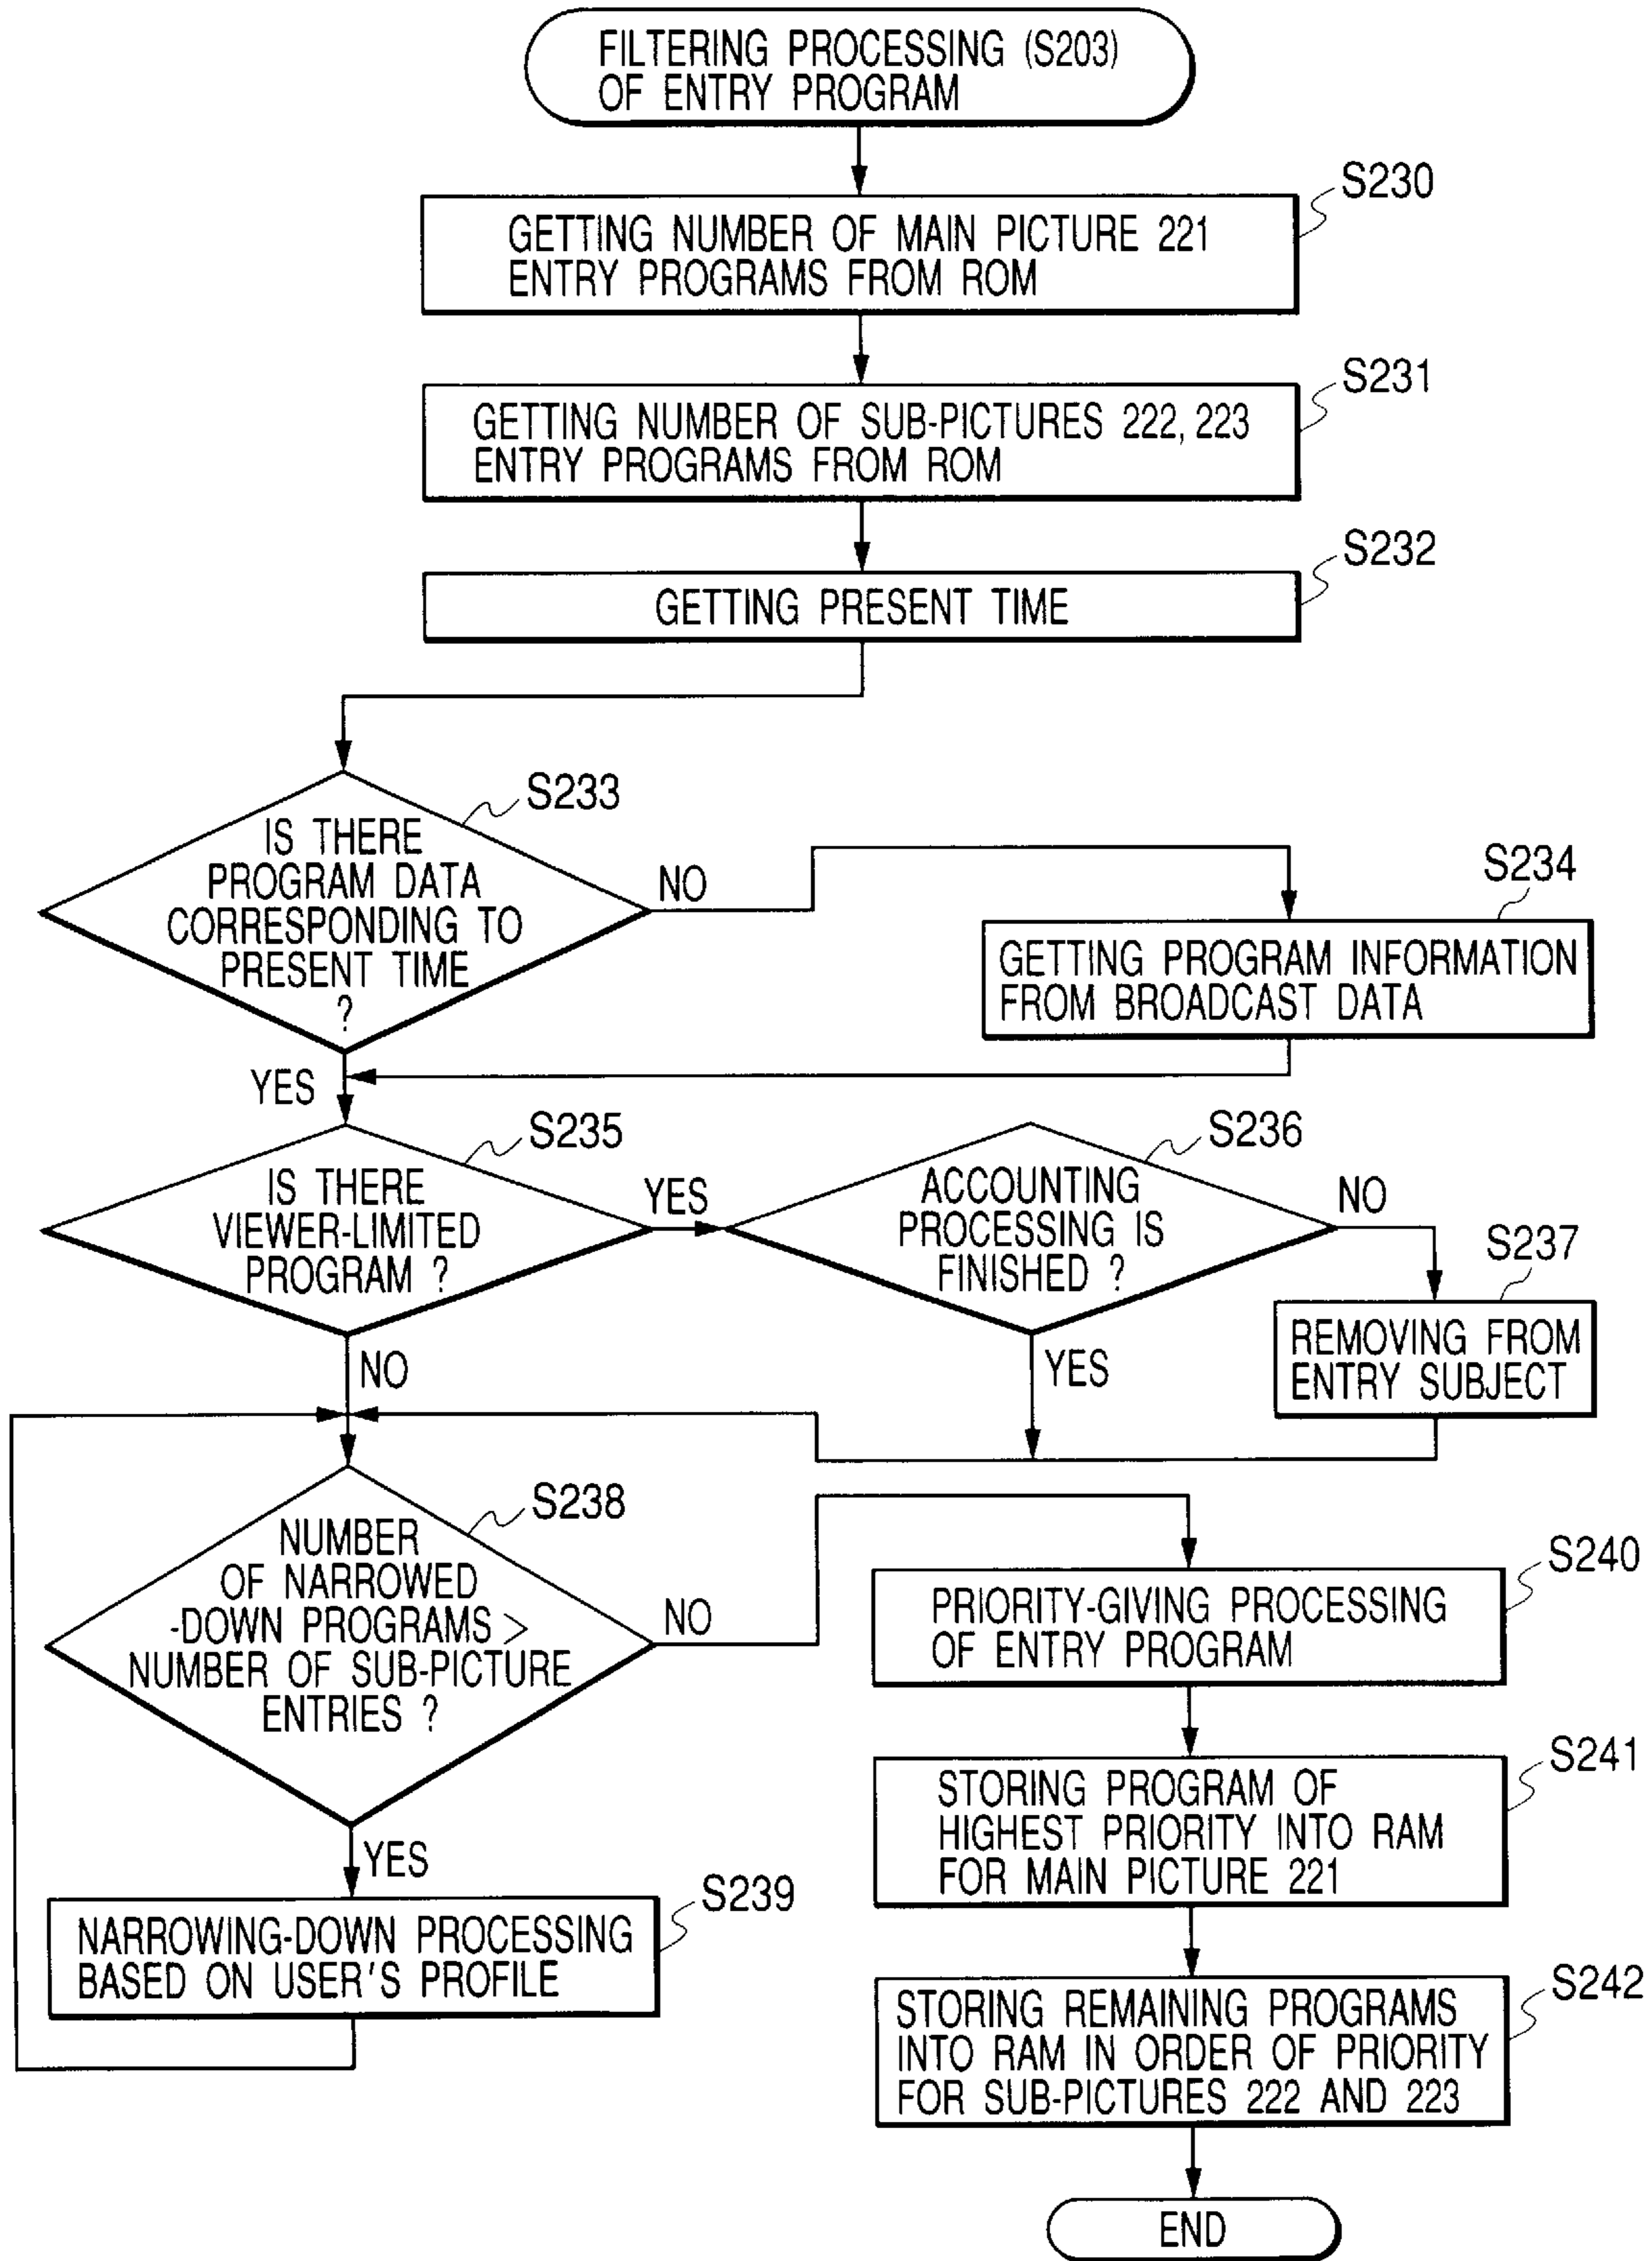 FILTERING PROCESSING (S203)
OF ENTRY PROGRAM
S230
GETTING NUMBER OF MAIN PICTURE 221
ENTRY PROGRAMS FROM ROM
S231
GETTING NUMBER OF SUB-PICTURES 222, 223
ENTRY PROGRAMS FROM ROM
S232
GETTING PRESENT TIME
S233
IS THERE
PROGRAM DATA
CORRESPONDING TO
PRESENT TIME
?
NO
YES
S234
GETTING PROGRAM INFORMATION
FROM BROADCAST DATA
S235
IS THERE
VIEWER-LIMITED
PROGRAM ?
YES
NO
S236
ACCOUNTING
PROCESSING IS
FINISHED ?
NO
YES
S237
REMOVING FROM
ENTRY SUBJECT
S238
NUMBER
OF NARROWED
-DOWN PROGRAMS >
NUMBER OF SUB-PICTURE
ENTRIES ?
NO
YES
S239
NARROWING-DOWN PROCESSING
BASED ON USER'S PROFILE
S240
PRIORITY-GIVING PROCESSING
OF ENTRY PROGRAM
S241
STORING PROGRAM OF
HIGHEST PRIORITY INTO RAM
FOR MAIN PICTURE 221
S242
STORING REMAINING PROGRAMS
INTO RAM IN ORDER OF PRIORITY
FOR SUB-PICTURES 222 AND 223
END